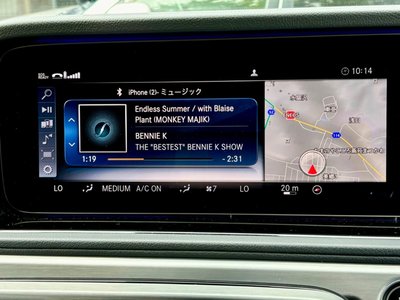 10:14
iPhone (2)▸ ミュージック
Endless Summer / with Blaise
Plant (MONKEY MAJIK)
BENNIE K
THE "BESTEST" BENNIE K SHOW
1:19
- 2:31
LO
MEDIUM
A/C ON
7
LO
20 m